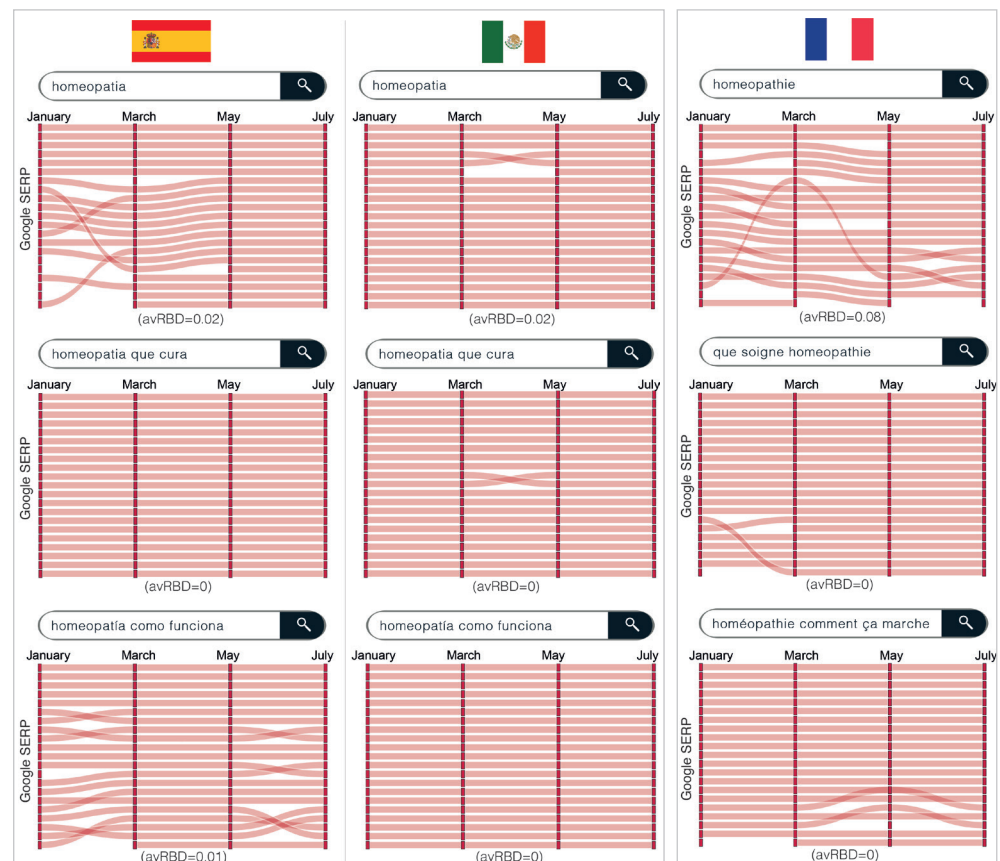 homeopatia
January March May July
Google SERP
(avRBD=0.02)
homeopatia
January March May July
(avRBD=0.02)
homeopathie
January March May July
Google SERP
(avRBD=0.08)
homeopatia que cura
January March May July
Google SERP
(avRBD=0)
homeopatia que cura
January March May July
(avRBD=0)
que soigne homeopathie
January March May July
Google SERP
(avRBD=0)
homeopatía como funciona
January March May July
Google SERP
(avRBD=0.01)
homeopatía como funciona
January March May July
(avRBD=0)
homéopathie comment ça marche
January March May July
Google SERP
(avRBD=0)